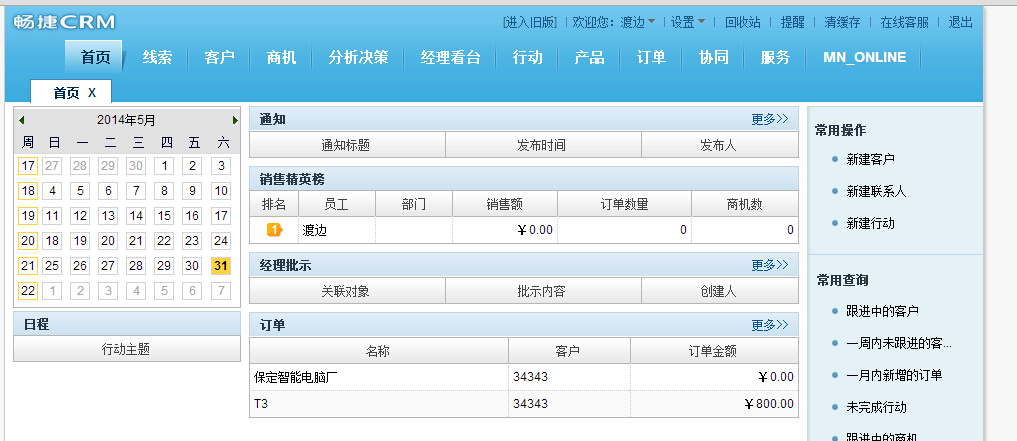 畅捷CRM
[进入旧版] | 欢迎您：渡边 | 设置 | 回收站 | 提醒 | 清缓存 | 在线客服 | 退出
首页 线索 客户 商机 分析决策 经理看台 行动 产品 订单 协同 服务 MN_ONLINE
首页 X
2014年5月
周 日 一 二 三 四 五 六
17 27 28 29 30 1 2 3
18 4 5 6 7 8 9 10
19 11 12 13 14 15 16 17
20 18 19 20 21 22 23 24
21 25 26 27 28 29 30 31
22 1 2 3 4 5 6 7
日程
行动主题
通知 更多>>
通知标题 发布时间 发布人
销售精英榜
排名 员工 部门 销售额 订单数量 商机数
1 渡边 ￥0.00 0 0
经理批示 更多>>
关联对象 批示内容 创建人
订单 更多>>
名称 客户 订单金额
保定智能电脑厂 34343 ￥0.00
T3 34343 ￥800.00
常用操作
新建客户
新建联系人
新建行动
常用查询
跟进中的客户
一周内未跟进的客...
一月内新增的订单
未完成行动
跟进中的商机